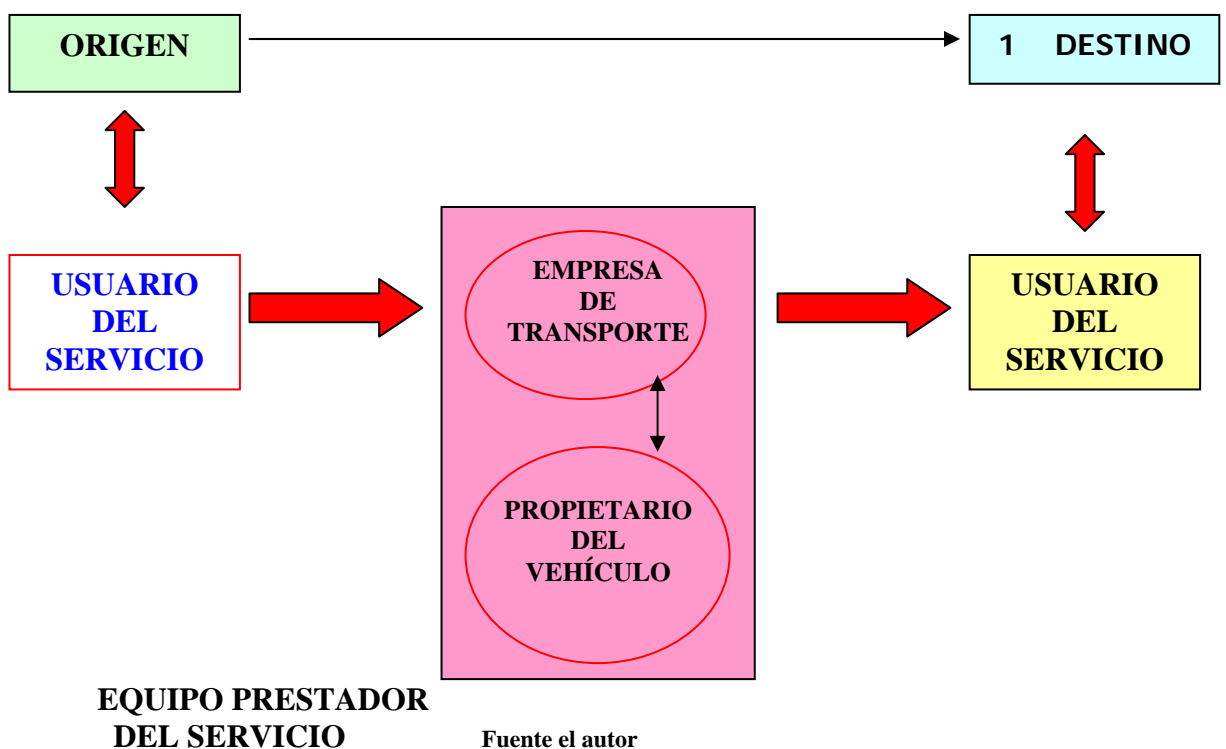 ORIGEN
1 DESTINO
USUARIO
DEL
SERVICIO
EMPRESA
DE
TRANSPORTE
USUARIO
DEL
SERVICIO
PROPIETARIO
DEL
VEHÍCULO
EQUIPO PRESTADOR
DEL SERVICIO
Fuente el autor